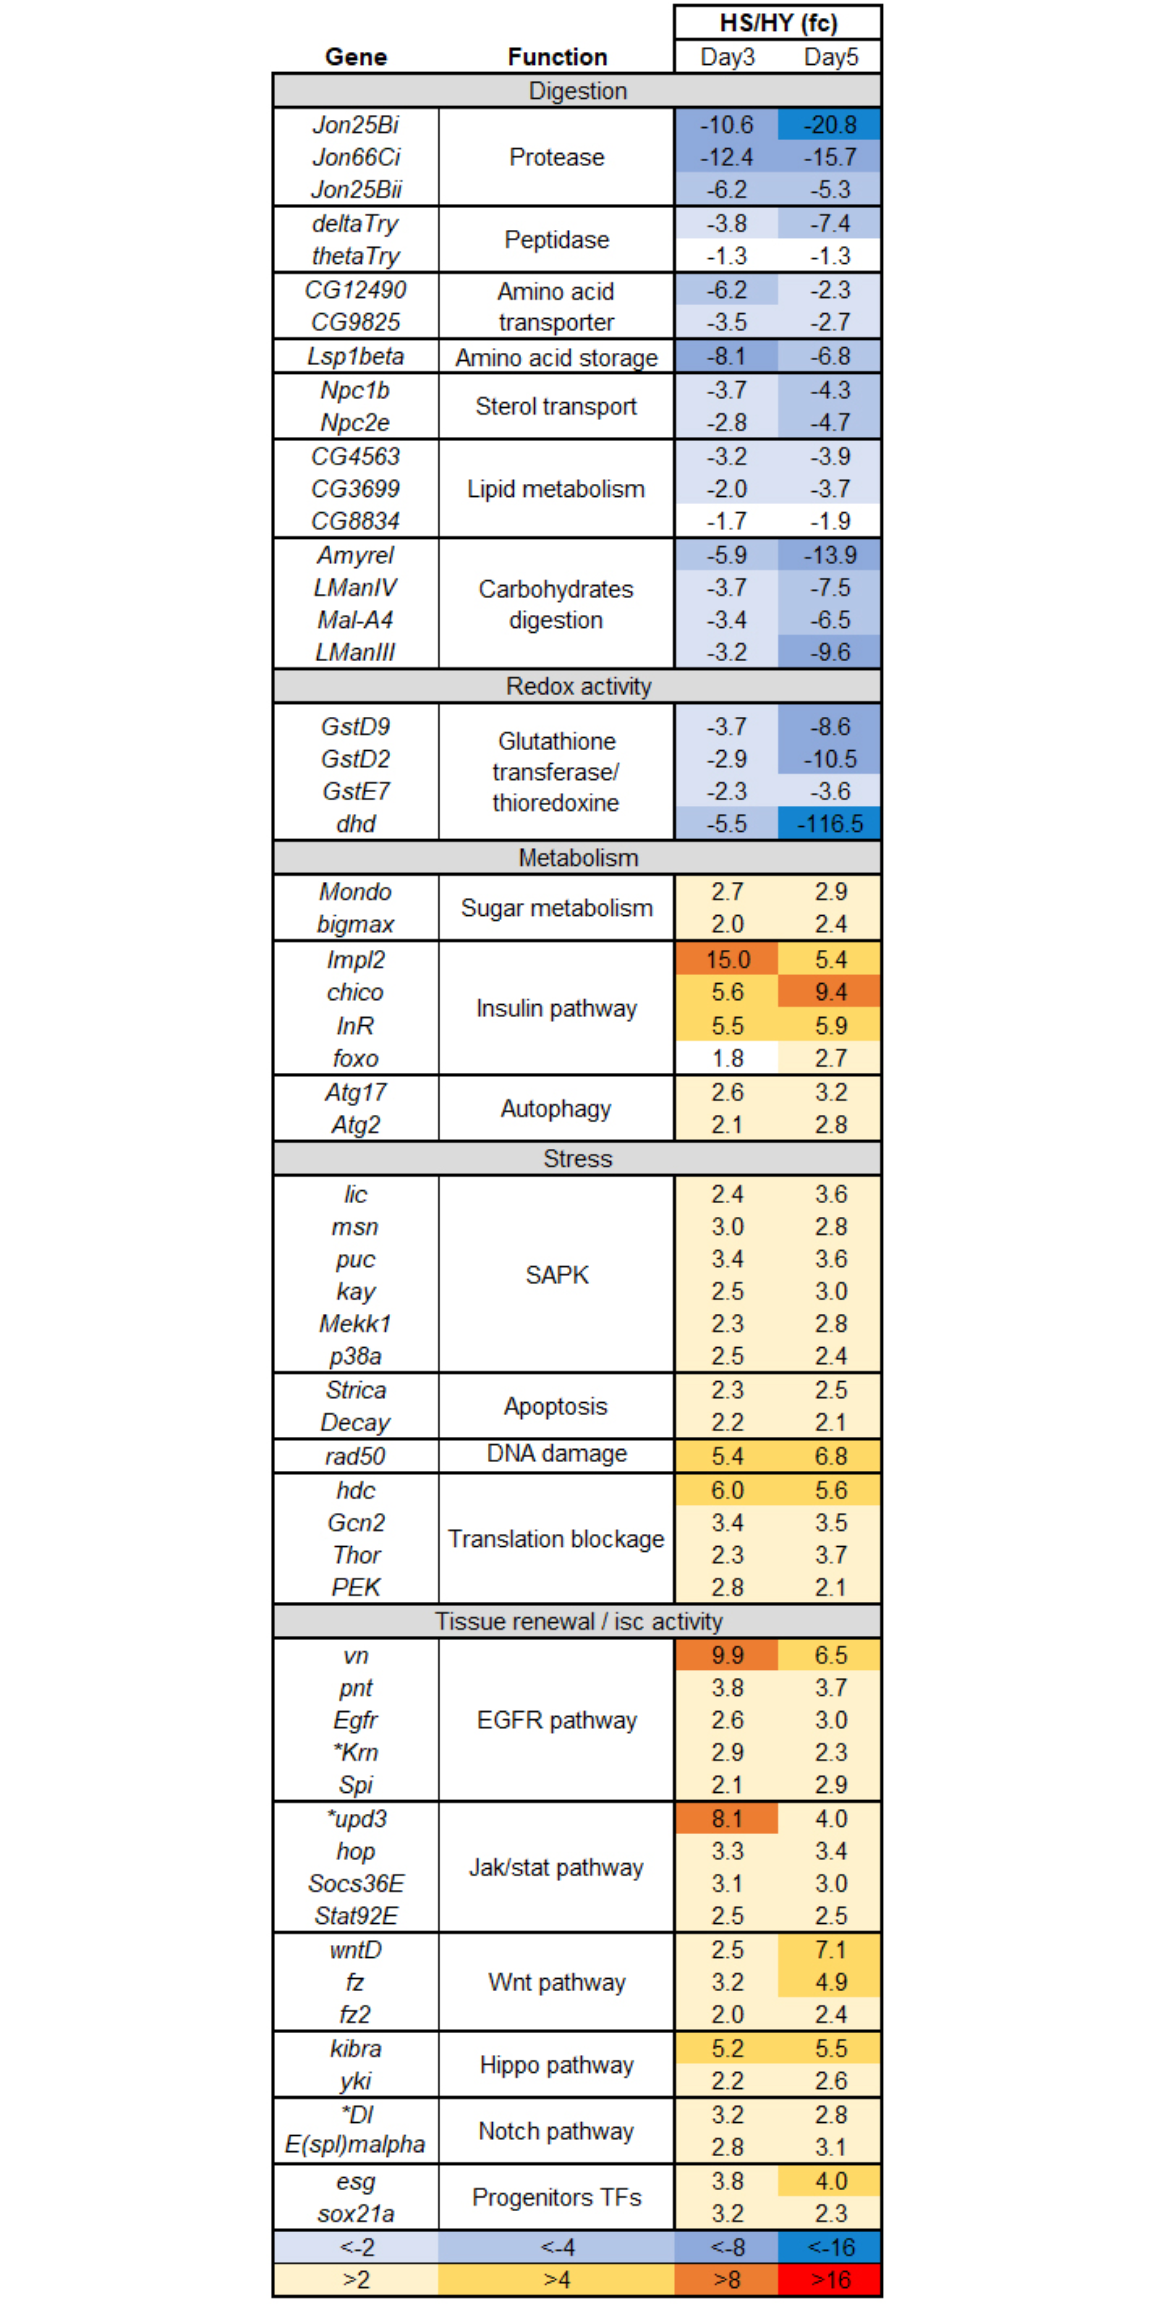 HS/HY (fc)
Gene Function Day3 Day5
Digestion
Jon25Bi -10.6 -20.8
Jon66Ci Protease -12.4 -15.7
Jon25Bii -6.2 -5.3
deltaTry Peptidase -3.8 -7.4
thetaTry -1.3 -1.3
CG12490 Amino acid -6.2 -2.3
CG9825 transporter -3.5 -2.7
Lsp1beta Amino acid storage -8.1 -6.8
Npc1b Sterol transport -3.7 -4.3
Npc2e -2.8 -4.7
CG4563 -3.2 -3.9
CG3699 Lipid metabolism -2.0 -3.7
CG8834 -1.7 -1.9
Amyrel -5.9 -13.9
LManIV Carbohydrates -3.7 -7.5
Mal-A4 digestion -3.4 -6.5
LManIII -3.2 -9.6
Redox activity
GstD9 Glutathione -3.7 -8.6
GstD2 transferase/ -2.9 -10.5
GstE7 thioredoxine -2.3 -3.6
dhd -5.5 -116.5
Metabolism
Mondo Sugar metabolism 2.7 2.9
bigmax 2.0 2.4
Impl2 15.0 5.4
chico Insulin pathway 5.6 9.4
InR 5.5 5.9
foxo 1.8 2.7
Atg17 Autophagy 2.6 3.2
Atg2 2.1 2.8
Stress
lic 2.4 3.6
msn 3.0 2.8
puc SAPK 3.4 3.6
kay 2.5 3.0
Mekk1 2.3 2.8
p38a 2.5 2.4
Strica Apoptosis 2.3 2.5
Decay 2.2 2.1
rad50 DNA damage 5.4 6.8
hdc 6.0 5.6
Gcn2 Translation blockage 3.4 3.5
Thor 2.3 3.7
PEK 2.8 2.1
Tissue renewal / isc activity
vn 9.9 6.5
pnt 3.8 3.7
Egfr EGFR pathway 2.6 3.0
*Krn 2.9 2.3
Spi 2.1 2.9
*upd3 8.1 4.0
hop Jak/stat pathway 3.3 3.4
Socs36E 3.1 3.0
Stat92E 2.5 2.5
wntD 2.5 7.1
fz Wnt pathway 3.2 4.9
fz2 2.0 2.4
kibra Hippo pathway 5.2 5.5
yki 2.2 2.6
*Dl Notch pathway 3.2 2.8
E(spl)malpha 2.8 3.1
esg Progenitors TFs 3.8 4.0
sox21a 3.2 2.3
<-2 <-4 <-8 <-16
>2 >4 >8 >16